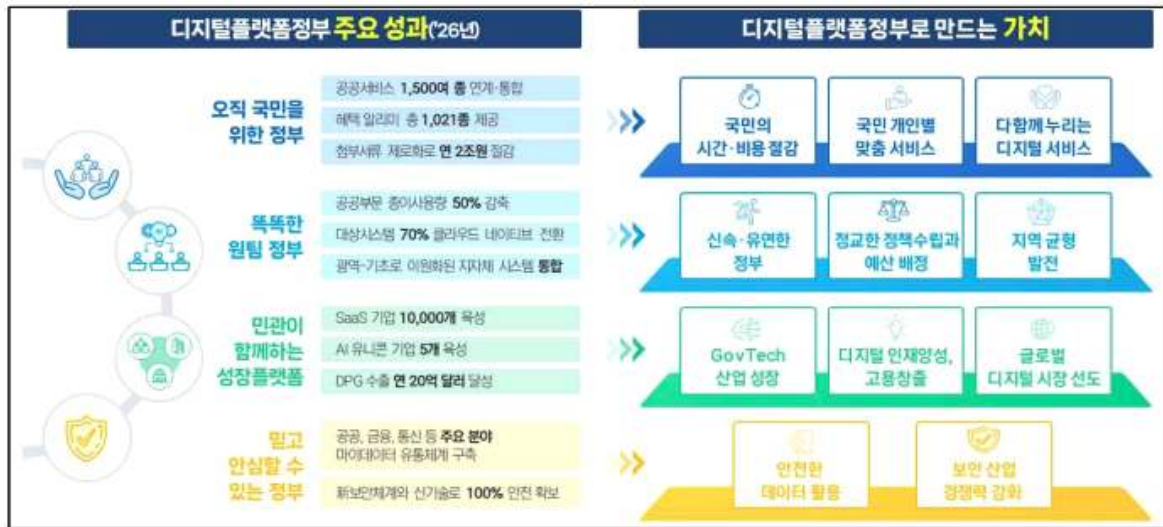 디지털플랫폼정부 주요 성과('26년)
디지털플랫폼정부로 만드는 가치
오직 국민을
위한 정부
공공서비스 1,500여 종 연계·통합
혜택 알리미 총 1,021종 제공
첨부서류 제로화로 연 2조원 절감
국민의
시간·비용 절감
국민 개인별
맞춤 서비스
다함께 누리는
디지털 서비스
똑똑한
원팀 정부
공공부문 종이사용량 50% 감축
대상시스템 70% 클라우드 네이티브 전환
광역-기초로 이원화된 지자체 시스템 통합
신속·유연한
정부
정교한 정책수립과
예산 배정
지역 균형
발전
민관이
함께하는
성장플랫폼
SaaS 기업 10,000개 육성
AI 유니콘 기업 5개 육성
DPG 수출 연 20억 달러 달성
GovTech
산업 성장
디지털 인재양성,
고용창출
글로벌
디지털 시장 선도
믿고
안심할 수
있는 정부
공공, 금융, 통신 등 주요 분야
마이데이터 유통체계 구축
新보안체계와 신기술로 100% 안전 확보
안전한
데이터 활용
보안 산업
경쟁력 강화